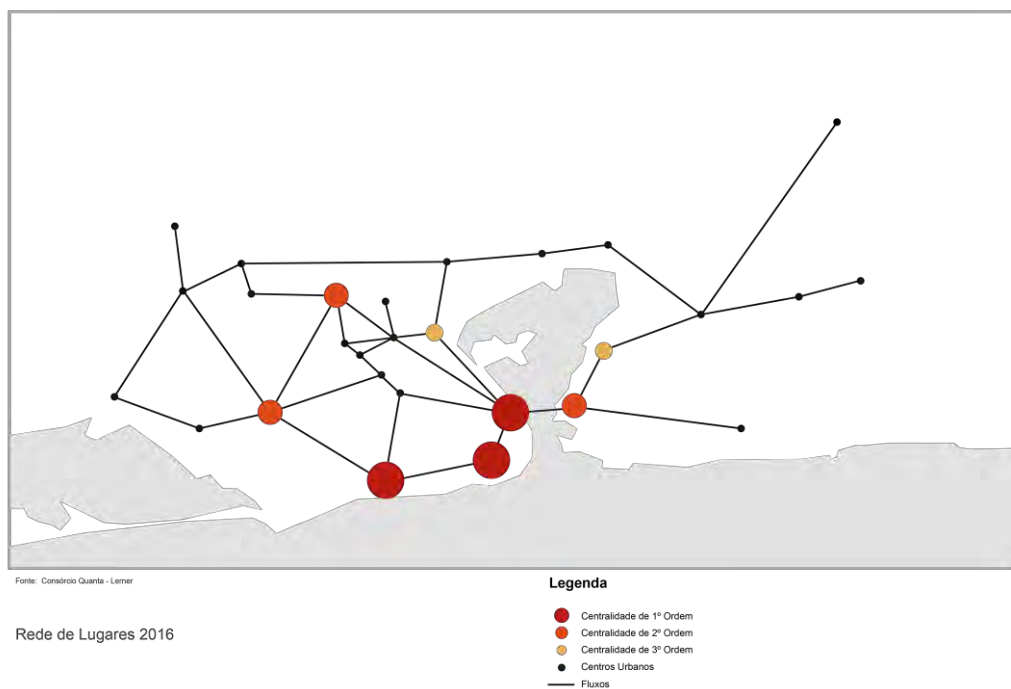 Fonte: Consórcio Quanta - Lerner
Rede de Lugares 2016
Legenda
Centralidade de 1º Ordem
Centralidade de 2º Ordem
Centralidade de 3º Ordem
Centros Urbanos
Fluxos